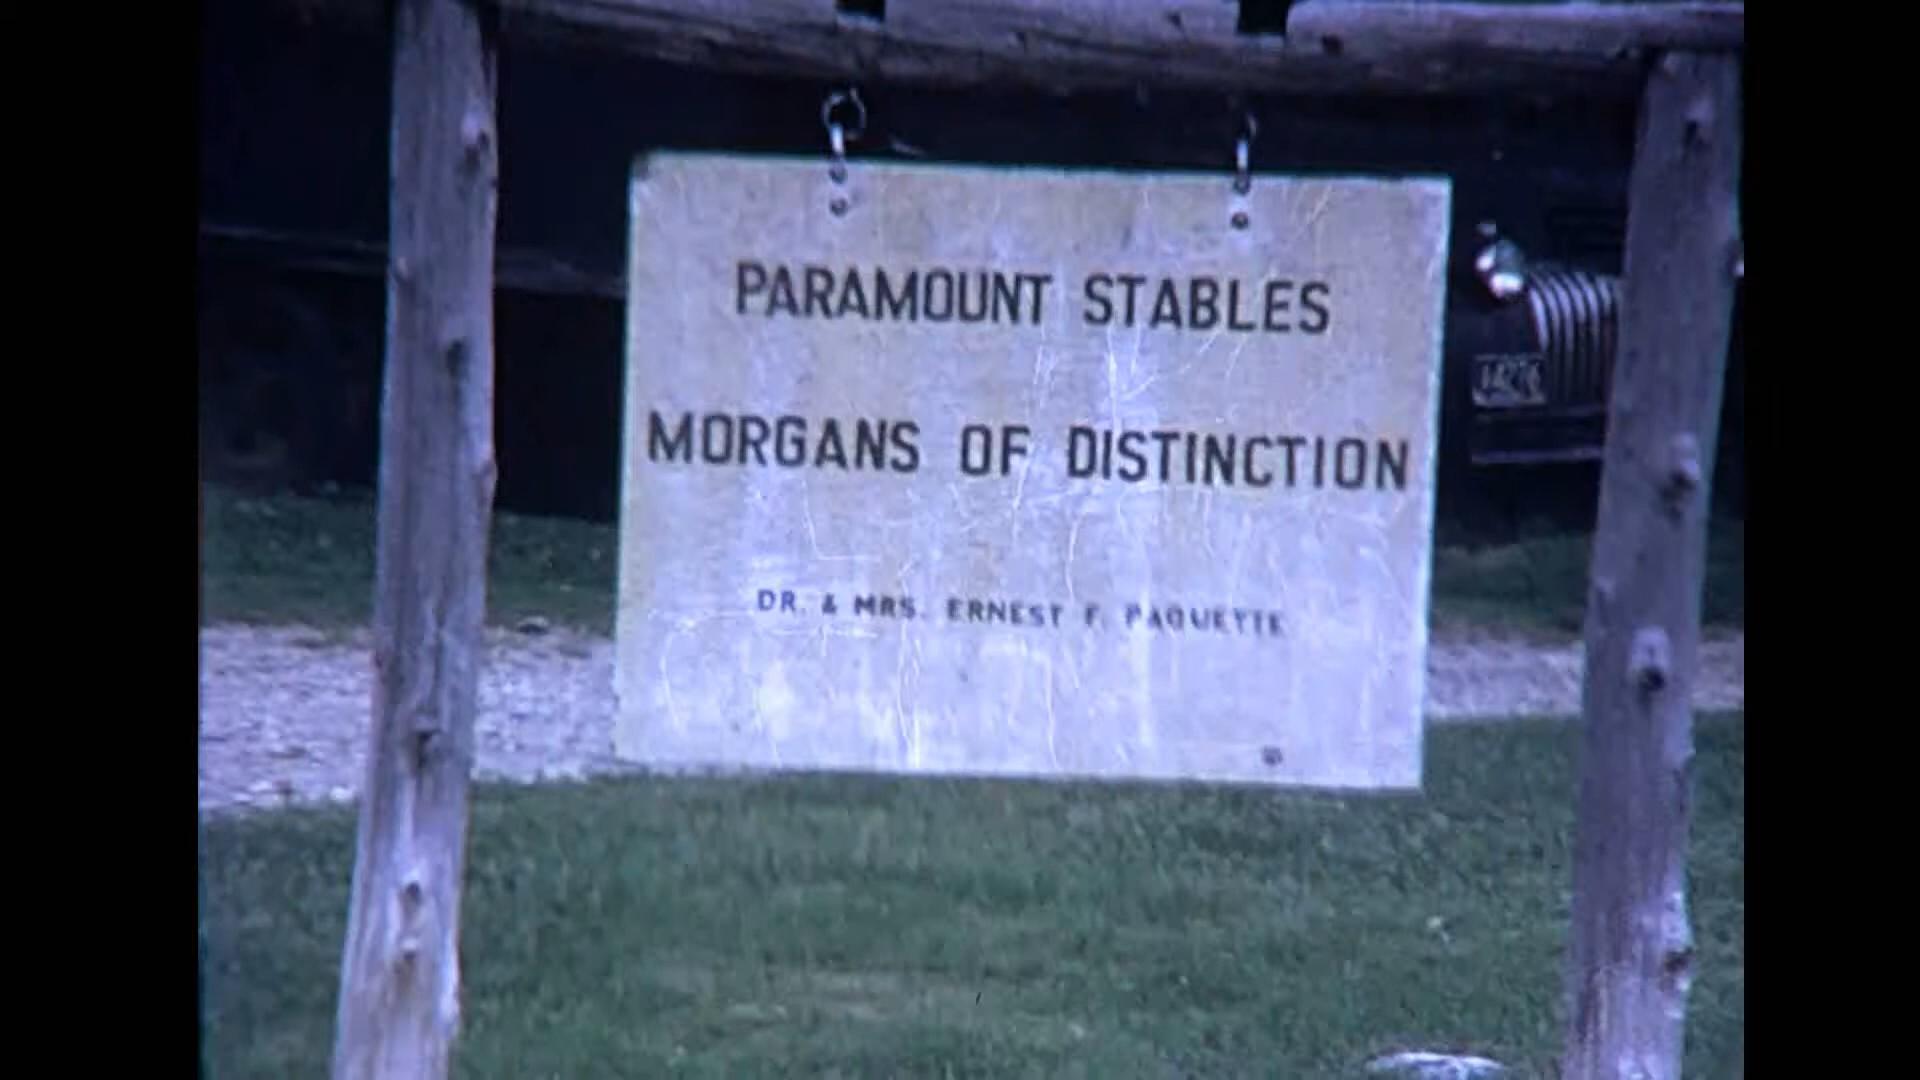 PARAMOUNT STABLES
MORGANS OF DISTINCTION
DR. & MRS. ERNEST F. PAQUETTE